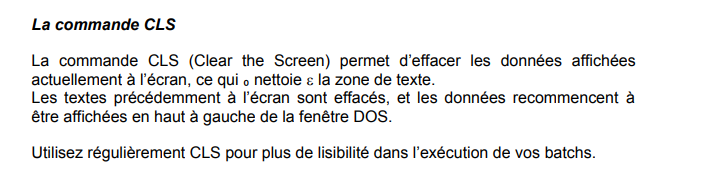 La commande CLS
La commande CLS (Clear the Screen) permet d’effacer les données affichées
actuellement à l’écran, ce qui ₀ nettoie ε la zone de texte.
Les textes précédemment à l’écran sont effacés, et les données recommencent à
être affichées en haut à gauche de la fenêtre DOS.
Utilisez régulièrement CLS pour plus de lisibilité dans l’exécution de vos batchs.